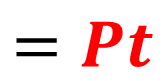 = Pt